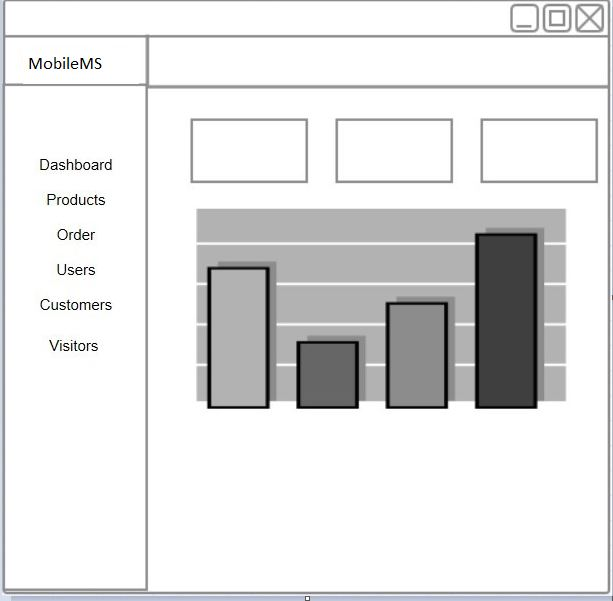 MobileMS
Dashboard
Products
Order
Users
Customers
Visitors